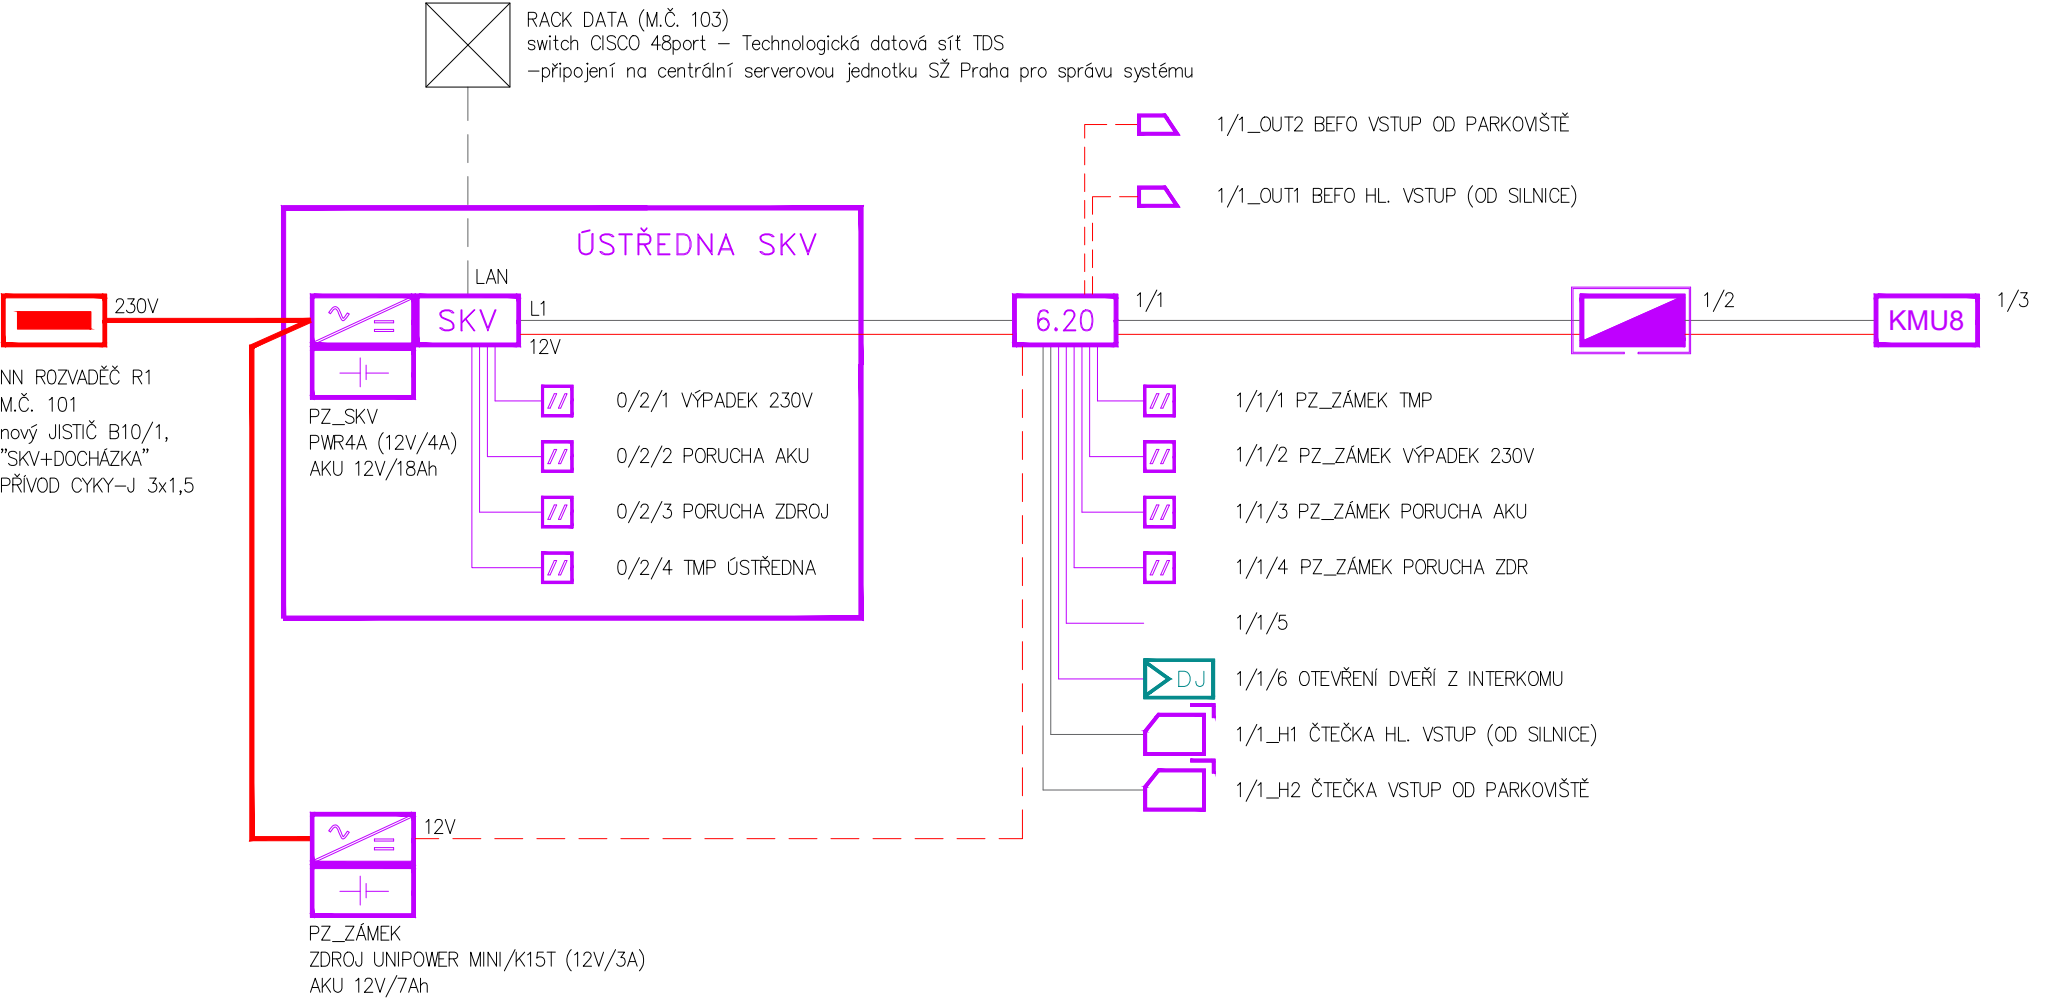 RACK DATA (M.Č. 103)
switch CISCO 48port – Technologická datová síť TDS
–připojení na centrální serverovou jednotku SŽ Praha pro správu systému
1/1_OUT2 BEFO VSTUP OD PARKOVIŠTĚ
1/1_OUT1 BEFO HL. VSTUP (OD SILNICE)
ÚSTŘEDNA SKV
LAN
230V
SKV
L1
12V
6.20
1/1
1/2
KMU8
1/3
NN ROZVADĚČ R1
M.Č. 101
nový JISTIČ B10/1,
"SKV+DOCHÁZKA"
PŘÍVOD CYKY–J 3x1,5
PZ_SKV
PWR4A (12V/4A)
AKU 12V/18Ah
0/2/1 VÝPADEK 230V
0/2/2 PORUCHA AKU
0/2/3 PORUCHA ZDROJ
0/2/4 TMP ÚSTŘEDNA
1/1/1 PZ_ZÁMEK TMP
1/1/2 PZ_ZÁMEK VÝPADEK 230V
1/1/3 PZ_ZÁMEK PORUCHA AKU
1/1/4 PZ_ZÁMEK PORUCHA ZDR
1/1/5
DJ
1/1/6 OTEVŘENÍ DVEŘÍ Z INTERKOMU
1/1_H1 ČTEČKA HL. VSTUP (OD SILNICE)
1/1_H2 ČTEČKA VSTUP OD PARKOVIŠTĚ
12V
PZ_ZÁMEK
ZDROJ UNIPOWER MINI/K15T (12V/3A)
AKU 12V/7Ah